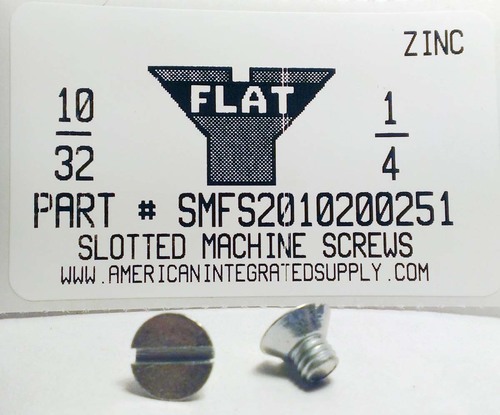 ZINC
FLAT
10
32
1
4
PART # SMFS2010200251
SLOTTED MACHINE SCREWS
WWW.AMERICANINTEGRATEDSUPPLY.COM